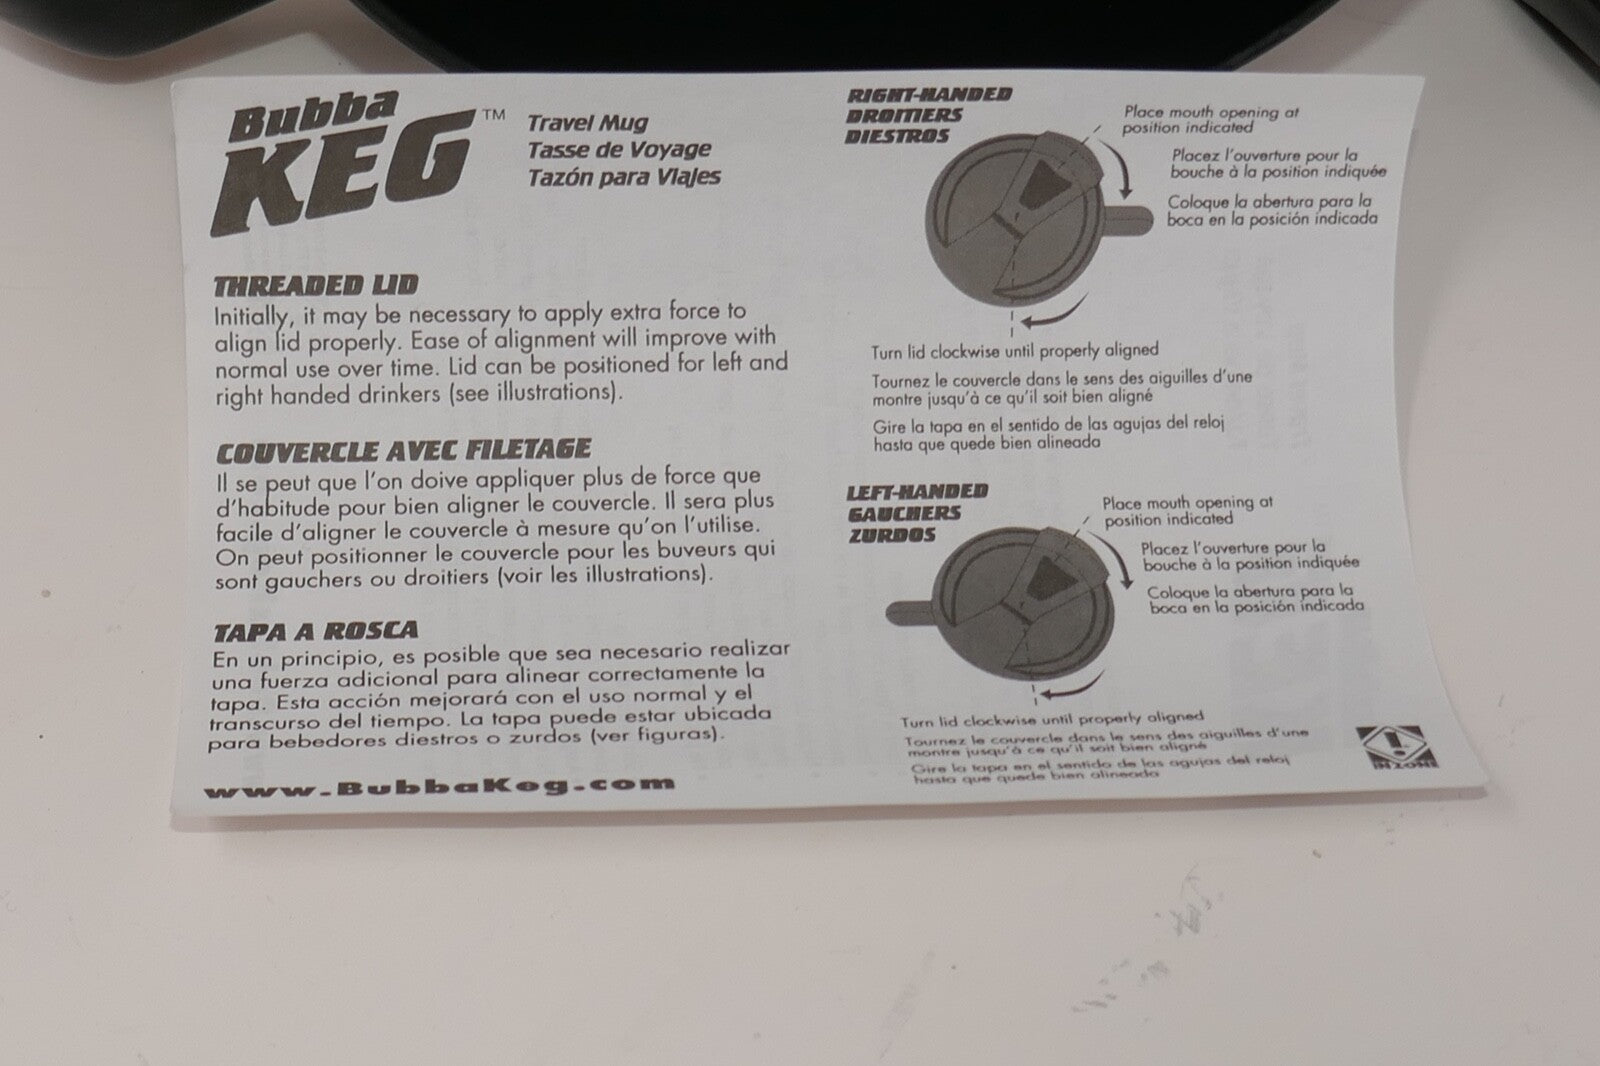 Bubba
KEG™
Travel Mug
Tasse de Voyage
Tazón para Viajes
THREADED LID
Initially, it may be necessary to apply extra force to
align lid properly. Ease of alignment will improve with
normal use over time. Lid can be positioned for left and
right handed drinkers (see illustrations).
COUVERCLE AVEC FILETAGE
Il se peut que l'on doive appliquer plus de force que
d'habitude pour bien aligner le couvercle. Il sera plus
facile d'aligner le couvercle à mesure qu'on l'utilise.
On peut positionner le couvercle pour les buveurs qui
sont gauchers ou droitiers (voir les illustrations).
TAPA A ROSCA
En un principio, es posible que sea necesario realizar
una fuerza adicional para alinear correctamente la
tapa. Esta acción mejorará con el uso normal y el
transcurso del tiempo. La tapa puede estar ubicada
para bebedores diestros o zurdos (ver figuras).
www.BubbaKeg.com
RIGHT-HANDED
DROITIERS
DIESTROS
Place mouth opening at
position indicated
Placez l'ouverture pour la
bouche à la position indiquée
Coloque la abertura para la
boca en la posición indicada
Turn lid clockwise until properly aligned
Tournez le couvercle dans le sens des aiguilles d'une
montre jusqu'à ce qu'il soit bien aligné
Gire la tapa en el sentido de las agujas del reloj
hasta que quede bien alineada
LEFT-HANDED
GAUCHERS
ZURDOS
Place mouth opening at
position indicated
Placez l'ouverture pour la
bouche à la position indiquée
Coloque la abertura para la
boca en la posición indicada
Turn lid clockwise until properly aligned
Tournez le couvercle dans le sens des aiguilles d'une
montre jusqu'à ce qu'il soit bien aligné
Gire la tapa en el sentido de las agujas del reloj
hasta que quede bien alineada
IN ZONE